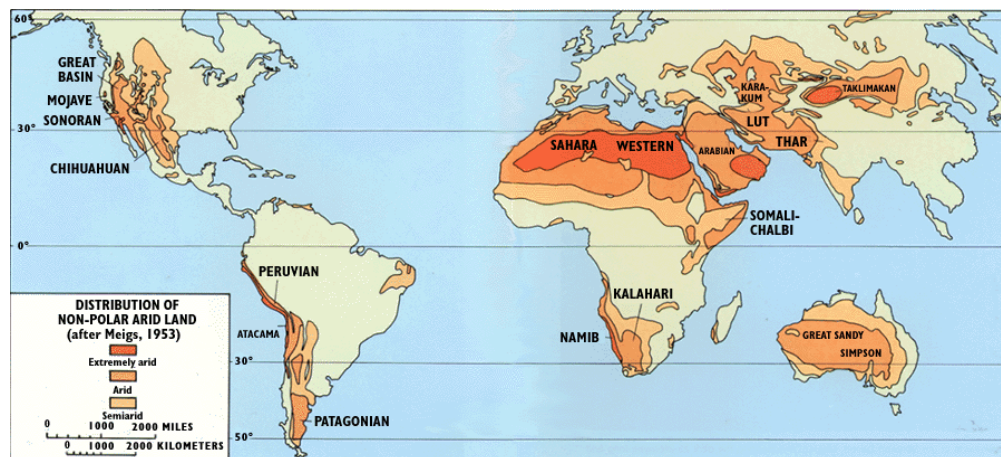 60°
GREAT
BASIN
MOJAVE
SONORAN
30°
CHIHUAHUAN
KARA-
KUM
TAKLIMAKAN
LUT
THAR
SAHARA
WESTERN
ARABIAN
SOMALI-
CHALBI
0°
PERUVIAN
KALAHARI
ATACAMA
NAMIB
GREAT SANDY
SIMPSON
30°
PATAGONIAN
50°
DISTRIBUTION OF
NON-POLAR ARID LAND
(after Meigs, 1953)
Extremely arid
Arid
Semiarid
0 1000 2000 MILES
0 1000 2000 KILOMETERS